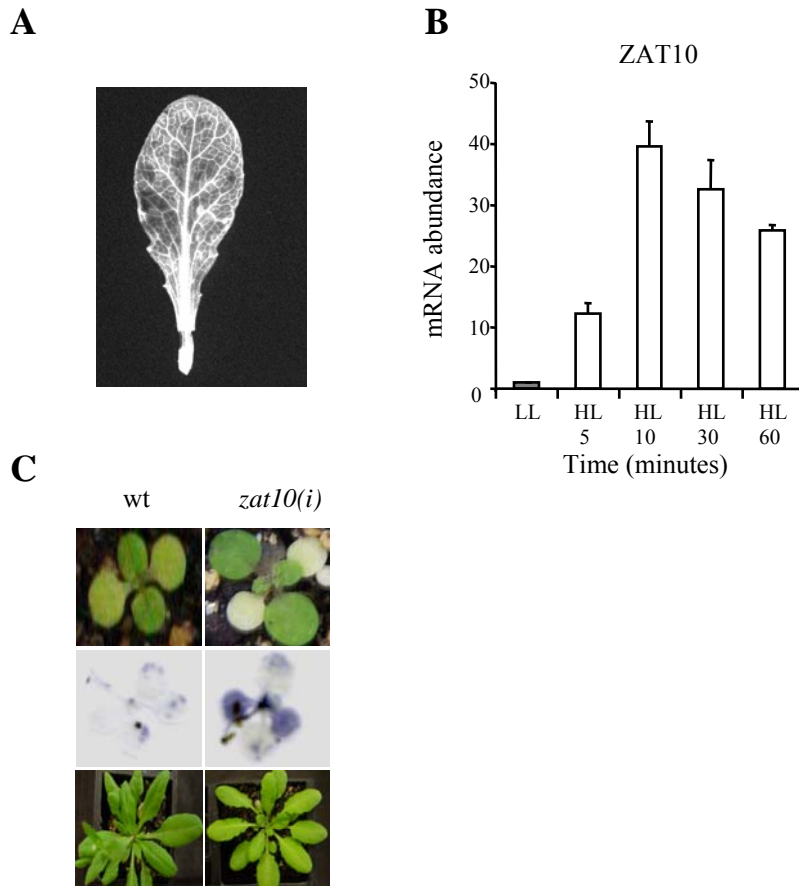 A
B
ZAT10
mRNA abundance
50
40
30
20
10
0
LL HL HL HL HL
5 10 30 60
Time (minutes)
C
wt zat10(i)